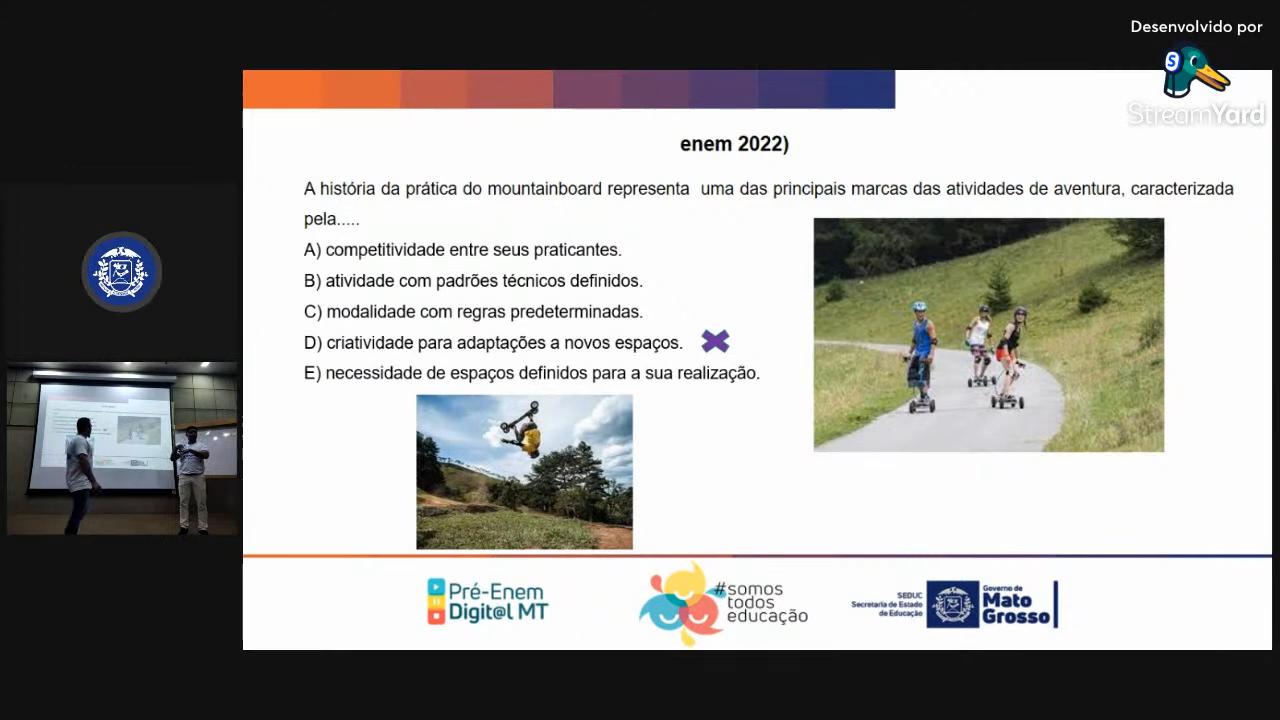 Desenvolvido por
StreamYard
enem 2022)
A história da prática do mountainboard representa uma das principais marcas das atividades de aventura, caracterizada
pela.....
A) competitividade entre seus praticantes.
B) atividade com padrões técnicos definidos.
C) modalidade com regras predeterminadas.
D) criatividade para adaptações a novos espaços.
E) necessidade de espaços definidos para a sua realização.
Pré-Enem
Digit@l MT
#somos
todos
educação
SEDUC
Secretaria de Estado
de Educação
Governo de
Mato
Grosso